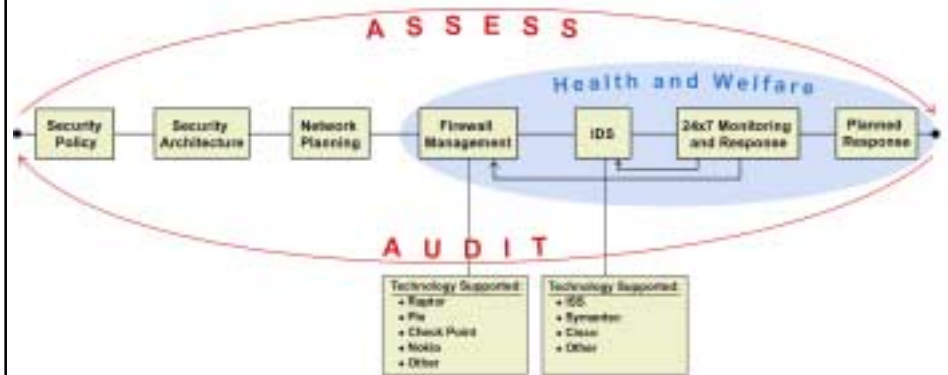 ASSESS
Health and Welfare
Security
Policy
Security
Architecture
Network
Planning
Firewall
Management
IDS
24x7 Monitoring
and Response
Planned
Response
AUDIT
Technology Supported:
+ Raptor
+ Pix
+ Check Point
+ Nokia
+ Other
Technology Supported:
+ ISS
+ Symantec
+ Cisco
+ Other